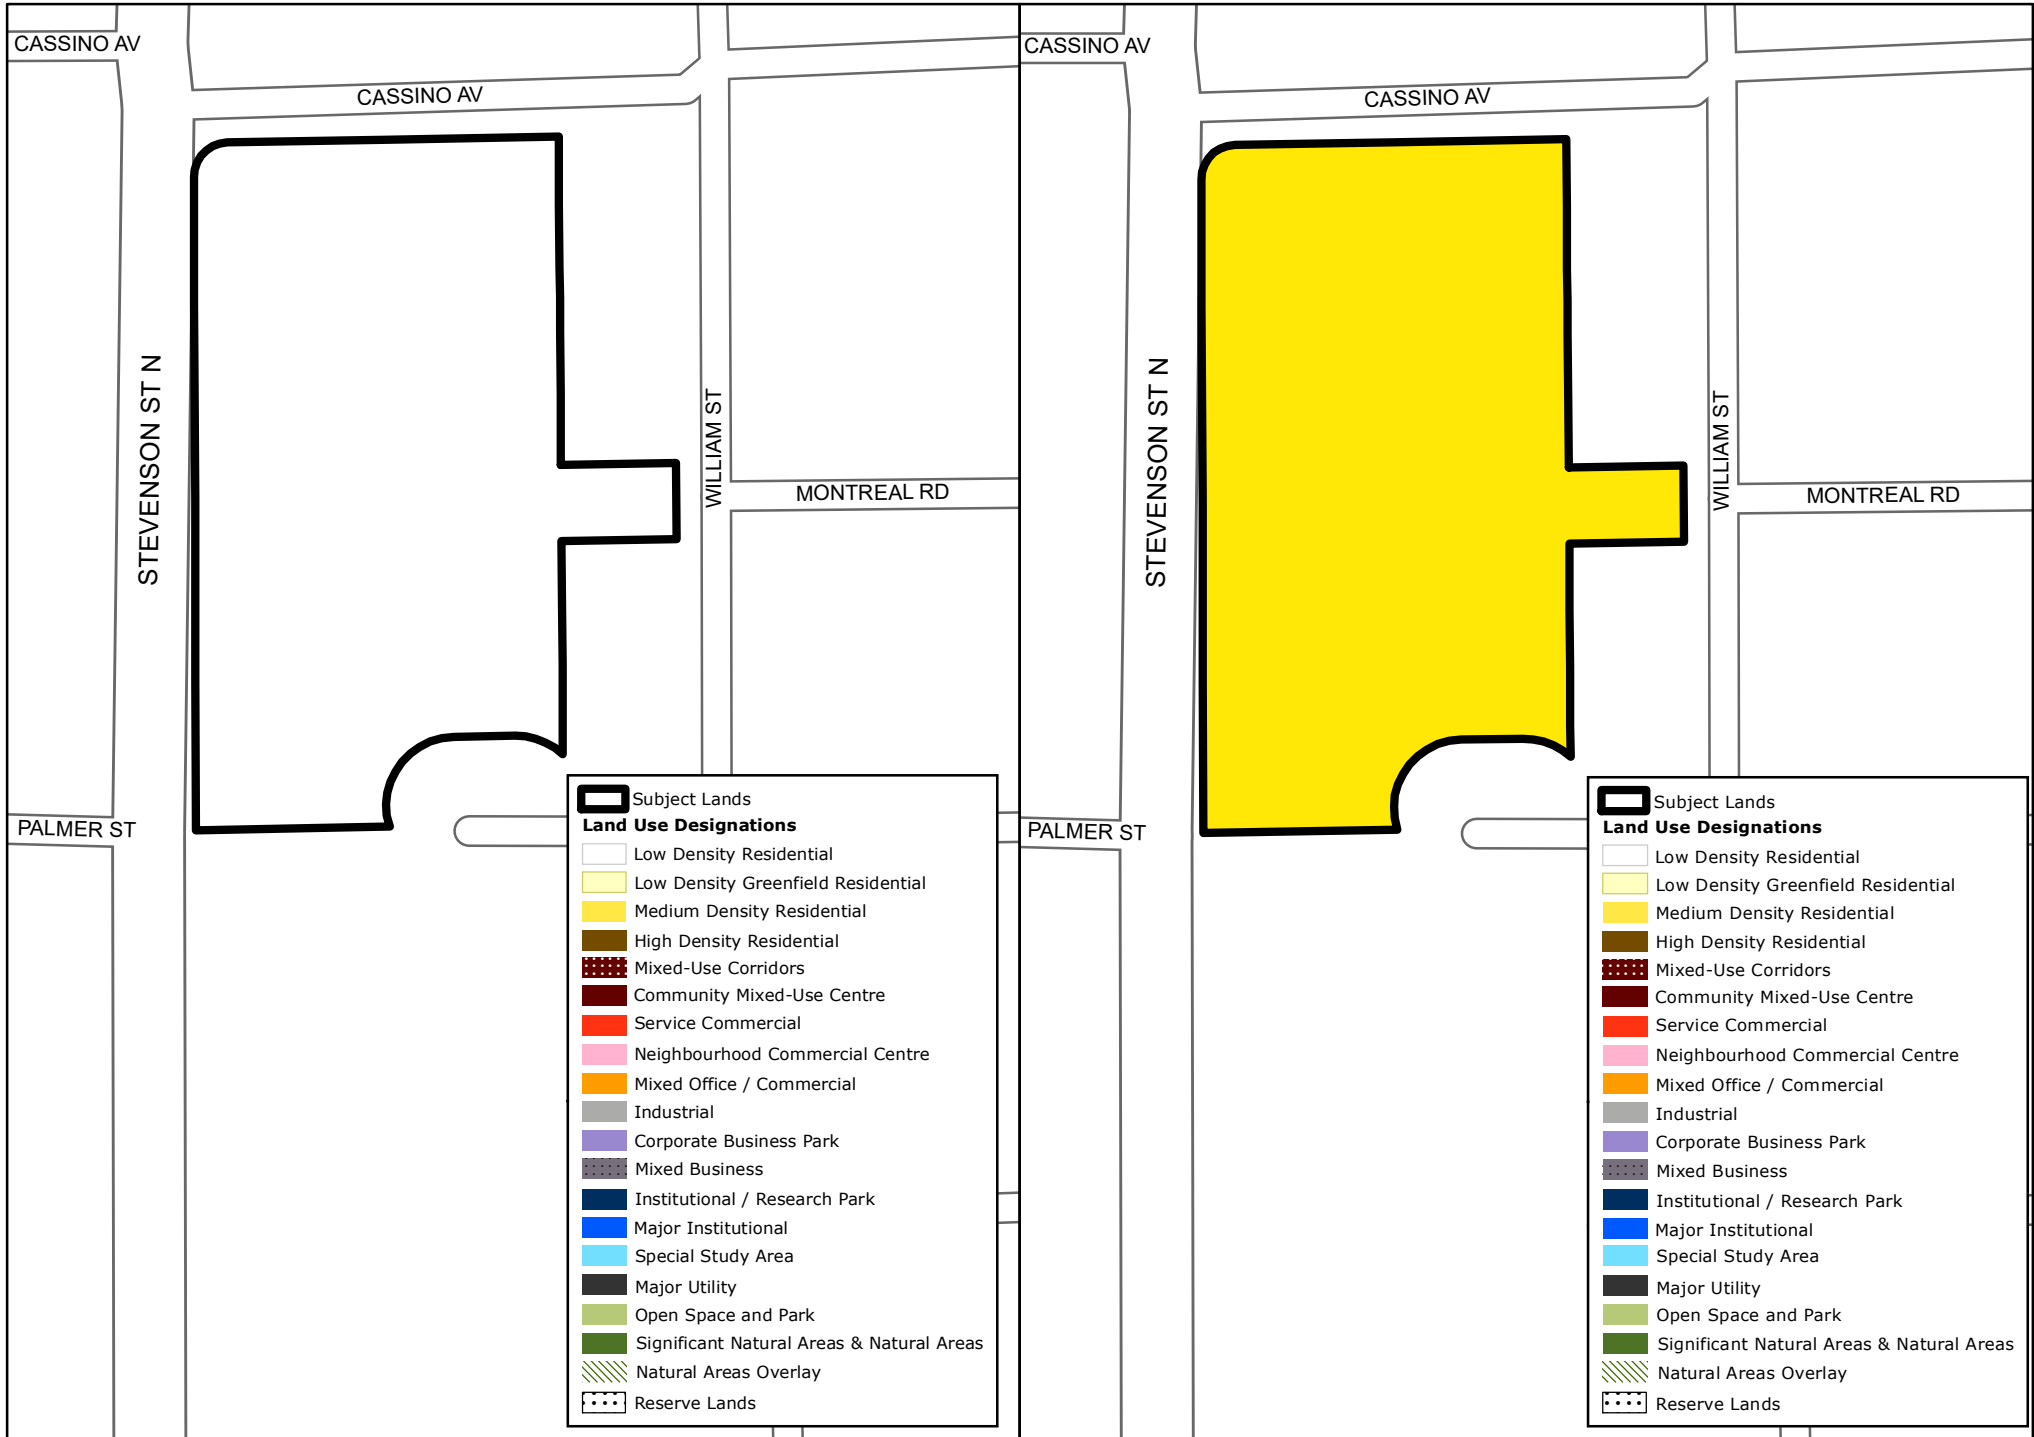 CASSINO AV
CASSINO AV
STEVENSON ST N
WILLIAM ST
MONTREAL RD
PALMER ST
Subject Lands
Land Use Designations
Low Density Residential
Low Density Greenfield Residential
Medium Density Residential
High Density Residential
Mixed-Use Corridors
Community Mixed-Use Centre
Service Commercial
Neighbourhood Commercial Centre
Mixed Office / Commercial
Industrial
Corporate Business Park
Mixed Business
Institutional / Research Park
Major Institutional
Special Study Area
Major Utility
Open Space and Park
Significant Natural Areas & Natural Areas
Natural Areas Overlay
Reserve Lands
CASSINO AV
CASSINO AV
STEVENSON ST N
WILLIAM ST
MONTREAL RD
PALMER ST
Subject Lands
Land Use Designations
Low Density Residential
Low Density Greenfield Residential
Medium Density Residential
High Density Residential
Mixed-Use Corridors
Community Mixed-Use Centre
Service Commercial
Neighbourhood Commercial Centre
Mixed Office / Commercial
Industrial
Corporate Business Park
Mixed Business
Institutional / Research Park
Major Institutional
Special Study Area
Major Utility
Open Space and Park
Significant Natural Areas & Natural Areas
Natural Areas Overlay
Reserve Lands